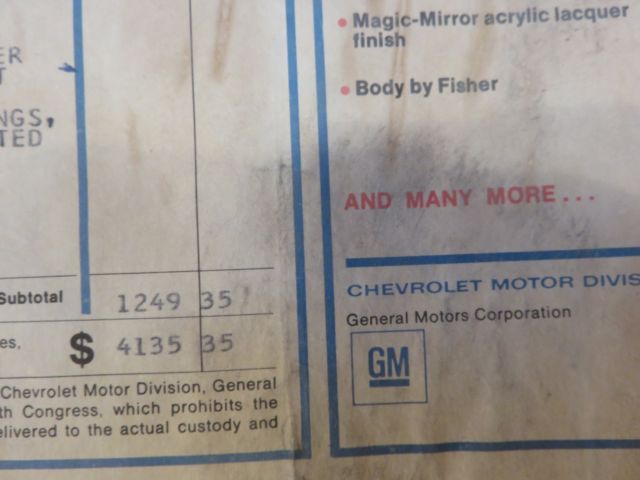 ER
T
NGS,
TED
Subtotal 1249 35
es, $ 4135 35
Chevrolet Motor Division, General
th Congress, which prohibits the
elivered to the actual custody and
• Magic-Mirror acrylic lacquer
finish
• Body by Fisher
AND MANY MORE...
CHEVROLET MOTOR DIVIS
General Motors Corporation
GM